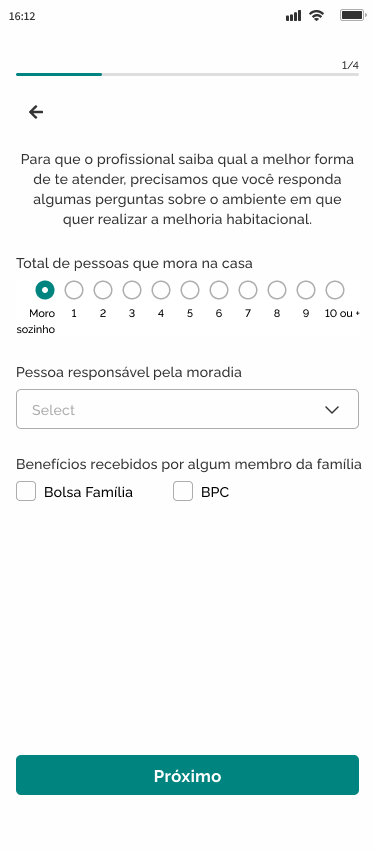 16:12
1/4
Para que o profissional saiba qual a melhor forma
de te atender, precisamos que você responda
algumas perguntas sobre o ambiente em que
quer realizar a melhoria habitacional.
Total de pessoas que mora na casa
Moro 1 2 3 4 5 6 7 8 9 10 ou +
sozinho
Pessoa responsável pela moradia
Select
Benefícios recebidos por algum membro da família
Bolsa Família BPC
Próximo